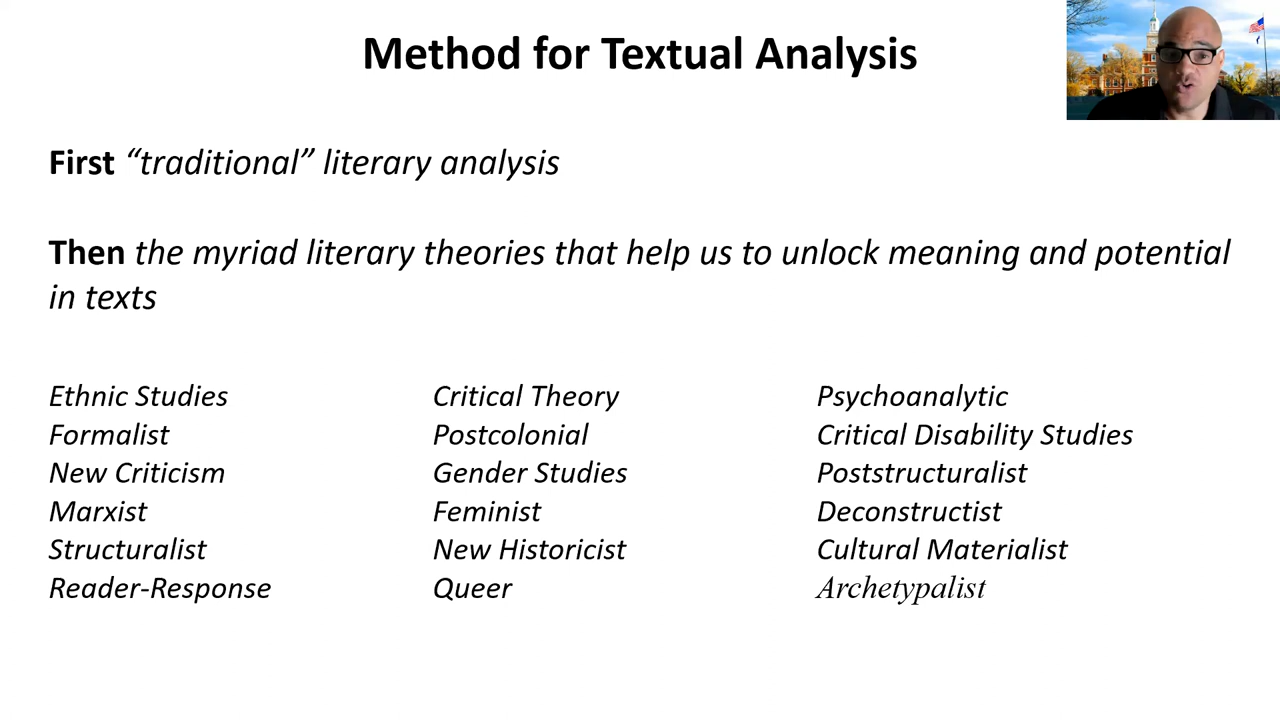 Method for Textual Analysis
First “traditional” literary analysis
Then the myriad literary theories that help us to unlock meaning and potential
in texts
Ethnic Studies
Formalist
New Criticism
Marxist
Structuralist
Reader-Response
Critical Theory
Postcolonial
Gender Studies
Feminist
New Historicist
Queer
Psychoanalytic
Critical Disability Studies
Poststructuralist
Deconstructist
Cultural Materialist
Archetypalist